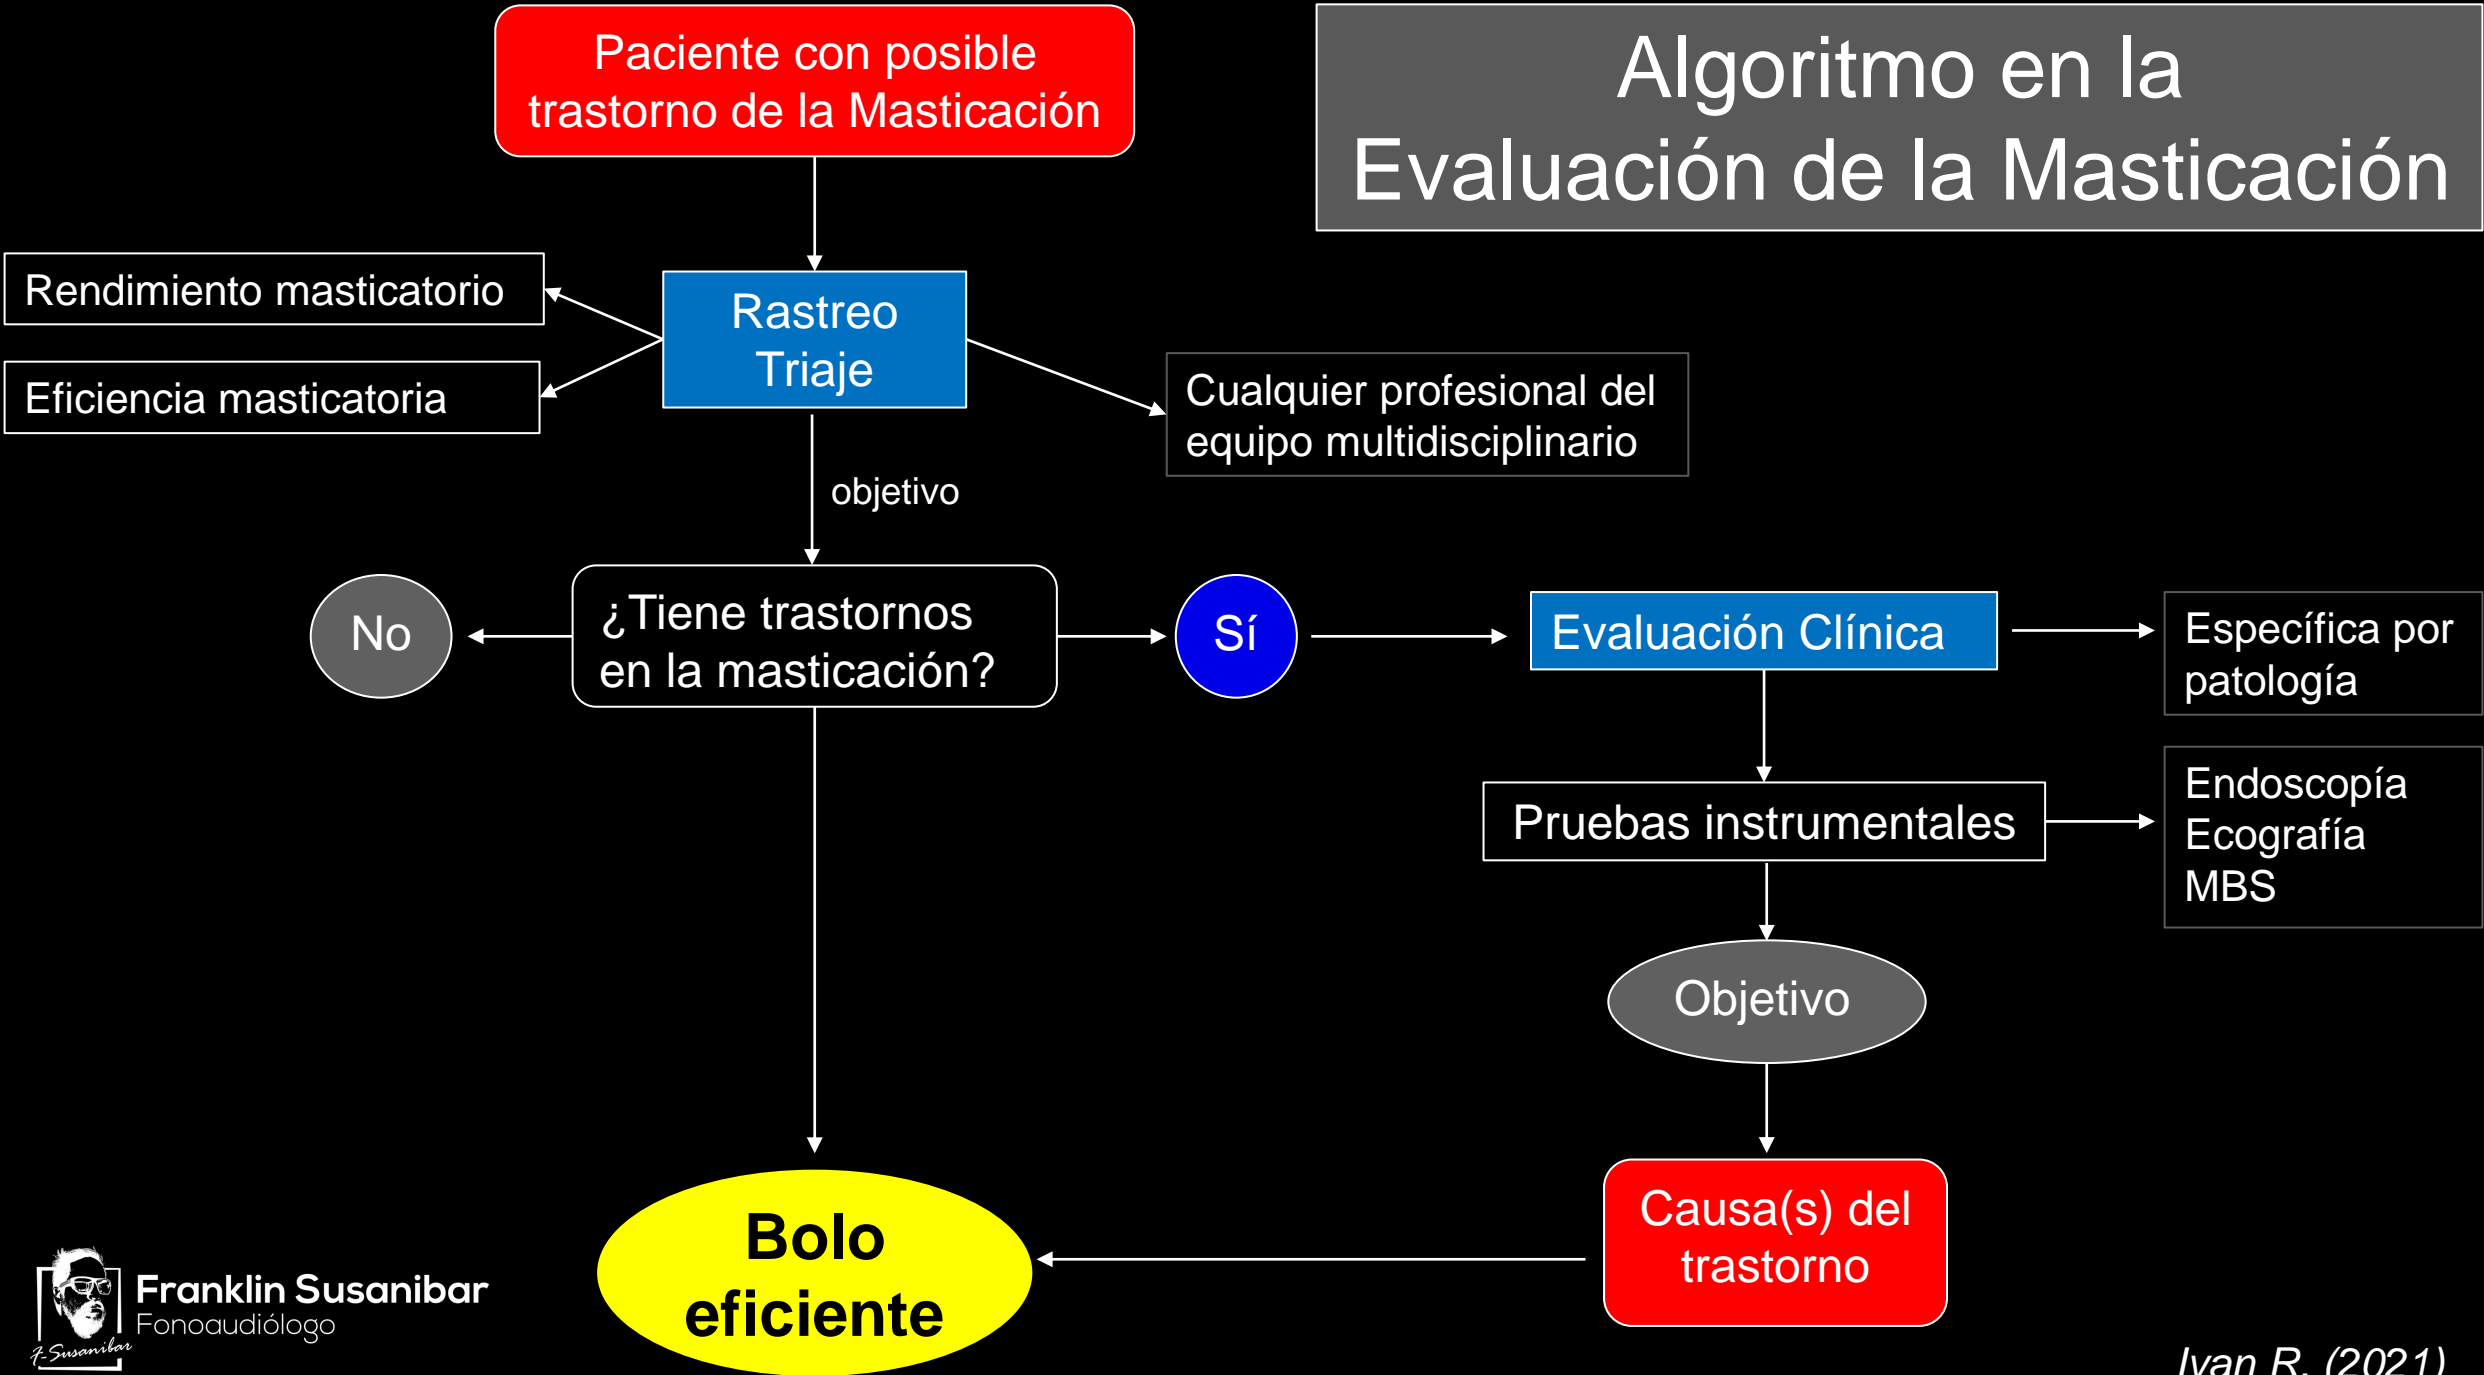 Paciente con posible
trastorno de la Masticación
Algoritmo en la
Evaluación de la Masticación
Rendimiento masticatorio
Eficiencia masticatoria
Rastreo
Triaje
Cualquier profesional del
equipo multidisciplinario
objetivo
No
¿Tiene trastornos
en la masticación?
Sí
Evaluación Clínica
Específica por
patología
Pruebas instrumentales
Endoscopía
Ecografía
MBS
Objetivo
Causa(s) del
trastorno
Bolo
eficiente
Franklin Susanibar
Fonoaudiólogo
F-Susanibar
Ivan R. (2021)